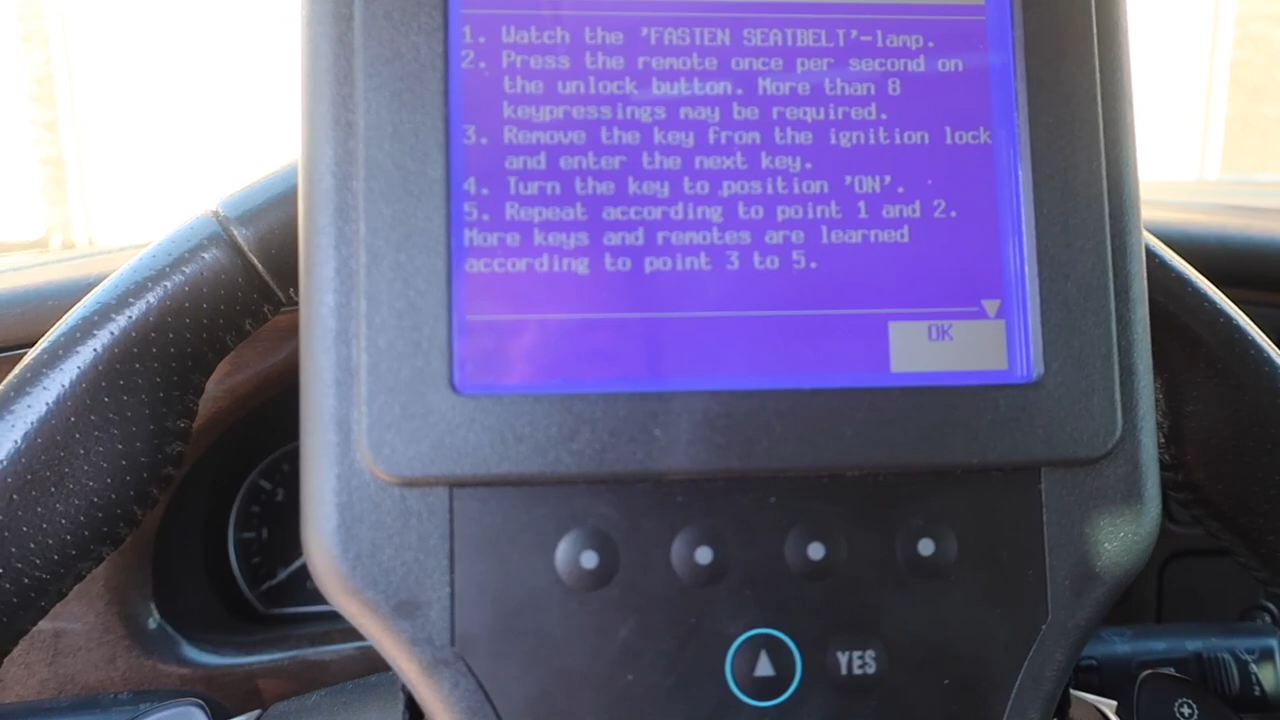 1. Watch the 'FASTEN SEATBELT'-lamp.
2. Press the remote once per second on
the unlock button. More than 8
keypressings may be required.
3. Remove the key from the ignition lock
and enter the next key.
4. Turn the key to position 'ON'.
5. Repeat according to point 1 and 2.
More keys and remotes are learned
according to point 3 to 5.
OK
YES